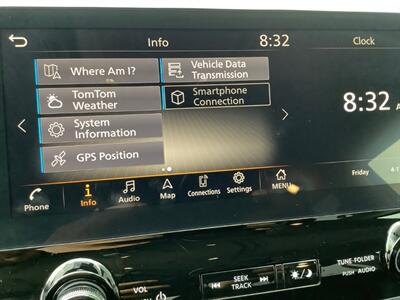 Info
8:32
Clock
Where Am I?
Vehicle Data
Transmission
TomTom
Weather
Smartphone
Connection
System
Information
GPS Position
8:32
Friday
Phone
Info
Audio
Map
Connections
Settings
MENU
VOL
SEEK
TRACK
TUNE·FOLDER
PUSH AUDIO